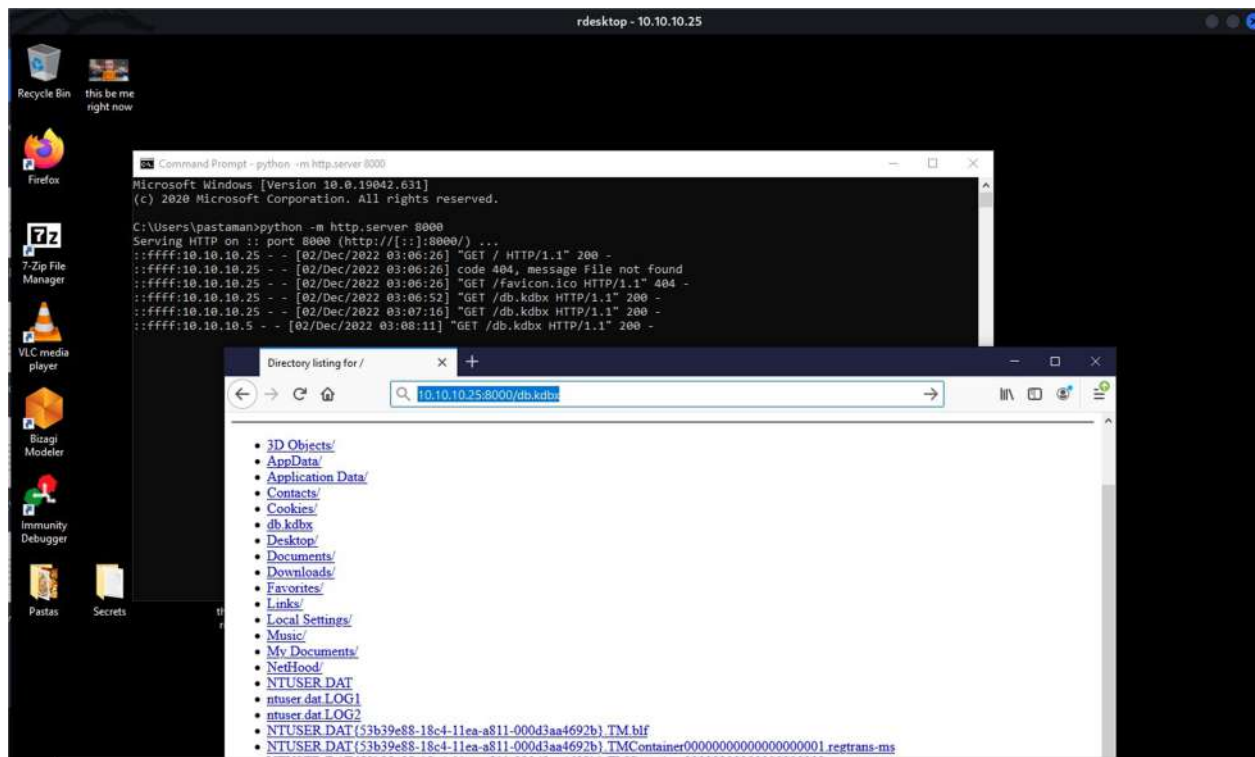 rdesktop - 10.10.10.25
Recycle Bin
this be me
right now
Firefox
7-Zip File
Manager
VLC media
player
Bizagi
Modeler
Immunity
Debugger
Pastas
Secrets
Command Prompt - python -m http.server 8000
Microsoft Windows [Version 10.0.19042.631]
(c) 2020 Microsoft Corporation. All rights reserved.
C:\Users\pastaman>python -m http.server 8000
Serving HTTP on :: port 8000 (http://[::]:8000/) ...
::ffff:10.10.10.25 - - [02/Dec/2022 03:06:26] "GET / HTTP/1.1" 200 -
::ffff:10.10.10.25 - - [02/Dec/2022 03:06:26] code 404, message File not found
::ffff:10.10.10.25 - - [02/Dec/2022 03:06:26] "GET /favicon.ico HTTP/1.1" 404 -
::ffff:10.10.10.25 - - [02/Dec/2022 03:06:52] "GET /db.kdbx HTTP/1.1" 200 -
::ffff:10.10.10.25 - - [02/Dec/2022 03:07:16] "GET /db.kdbx HTTP/1.1" 200 -
::ffff:10.10.10.5 - - [02/Dec/2022 03:08:11] "GET /db.kdbx HTTP/1.1" 200 -
Directory listing for /
10.10.10.25:8000/db.kdbx
3D Objects/
AppData/
Application Data/
Contacts/
Cookies/
db.kdbx
Desktop/
Documents/
Downloads/
Favorites/
Links/
Local Settings/
Music/
My Documents/
NetHood/
NTUSER.DAT
ntuser.dat.LOG1
ntuser.dat.LOG2
NTUSER.DAT{53b39e88-18c4-11ea-a811-000d3aa4692b}.TM.blf
NTUSER.DAT{53b39e88-18c4-11ea-a811-000d3aa4692b}.TMContainer00000000000000000001.regtrans-ms